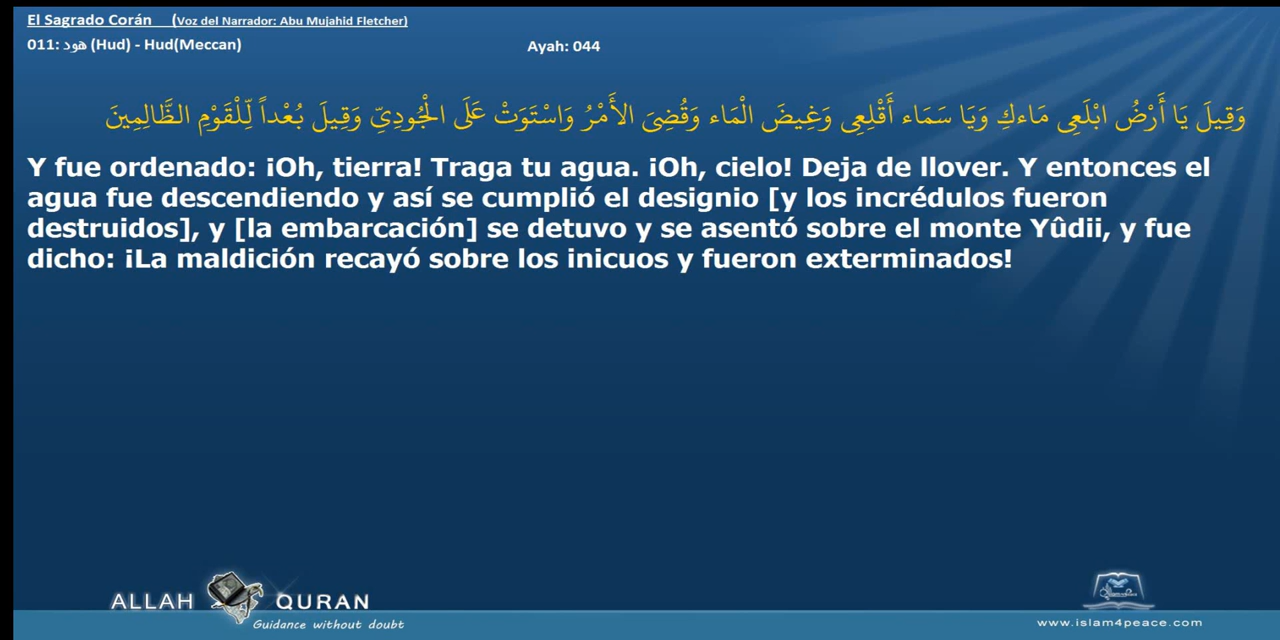 El Sagrado Corán (Voz del Narrador: Abu Mujahid Fletcher)
011: هود (Hud) - Hud(Meccan) Ayah: 044
وَقِيلَ يَا أَرْضُ ابْلَعِي مَاءكِ وَيَا سَمَاء أَقْلِعِي وَغِيضَ الْمَاء وَقُضِيَ الأَمْرُ وَاسْتَوَتْ عَلَى الْجُودِيِّ وَقِيلَ بُعْداً لِّلْقَوْمِ الظَّالِمِينَ
Y fue ordenado: ¡Oh, tierra! Traga tu agua. ¡Oh, cielo! Deja de llover. Y entonces el
agua fue descendiendo y así se cumplió el designio [y los incrédulos fueron
destruidos], y [la embarcación] se detuvo y se asentó sobre el monte Yûdii, y fue
dicho: ¡La maldición recayó sobre los inicuos y fueron exterminados!
ALLAH QURAN
Guidance without doubt
www.islam4peace.com